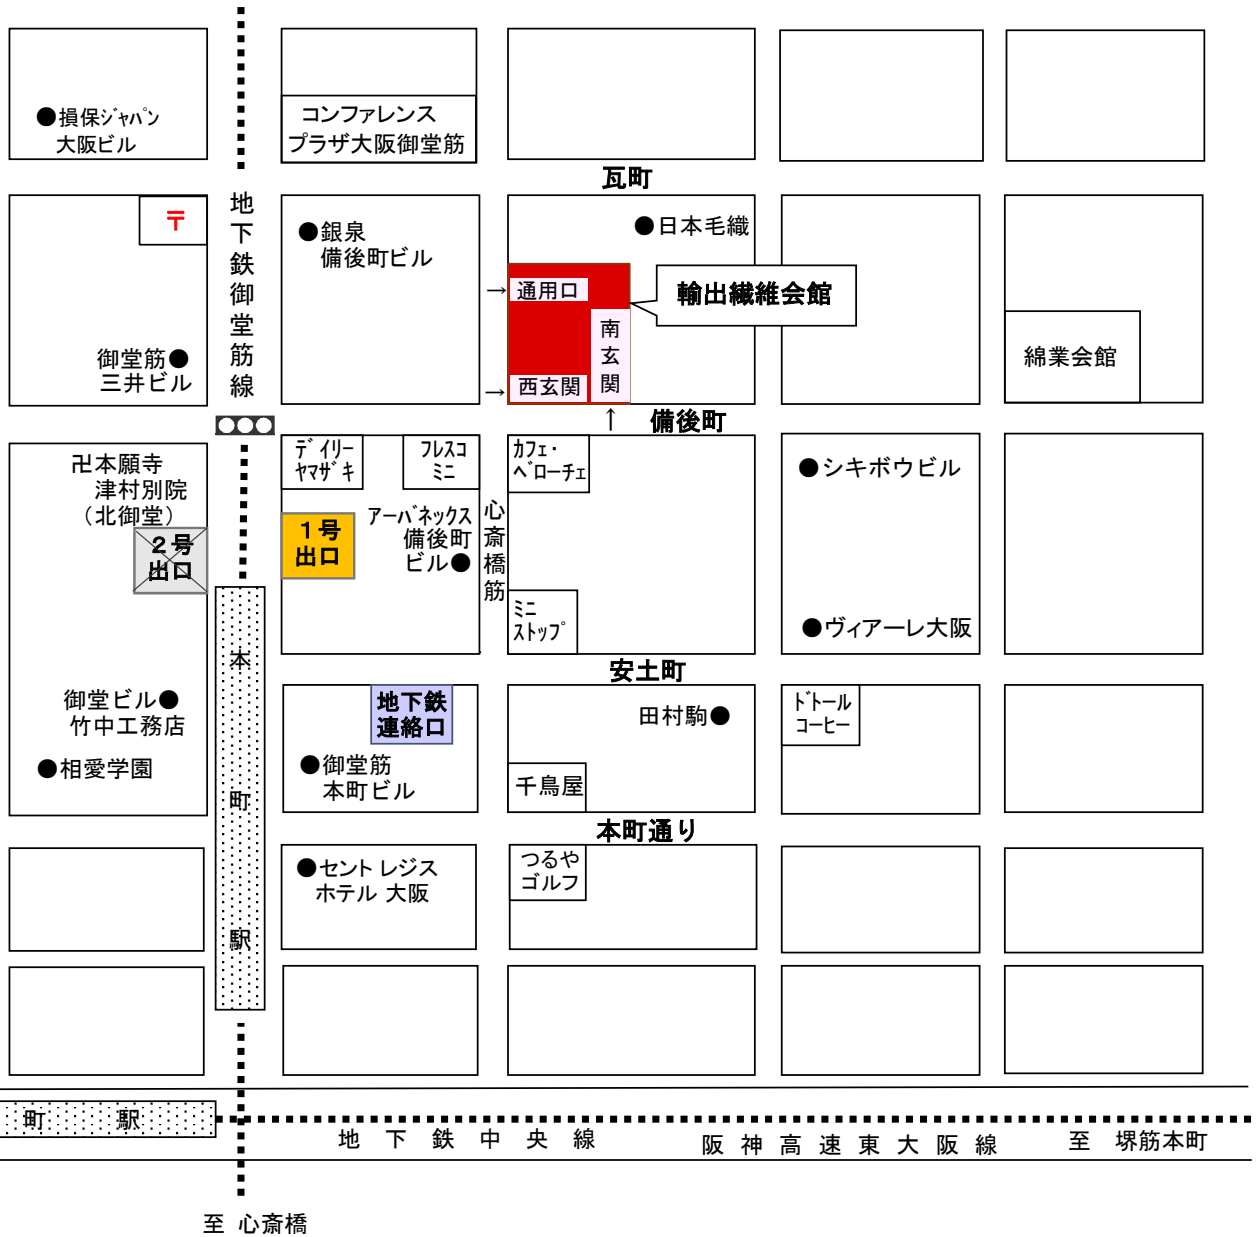 ●損保ジャパン
大阪ビル
コンファレンス
プラザ大阪御堂筋
瓦町
〒
地下鉄御堂筋線
●銀泉
備後町ビル
●日本毛織
通用口
輸出繊維会館
南玄関
西玄関
御堂筋●
三井ビル
綿業会館
備後町
卍本願寺
津村別院
（北御堂）
2号
出口
デイリー
ヤマザキ
フレスコ
ミニ
1号
出口
アーバネックス
備後町
ビル●
心斎橋筋
カフェ・
ベローチェ
ミニ
ストップ
●シキボウビル
●ヴィアーレ大阪
安土町
本町駅
御堂ビル●
竹中工務店
●相愛学園
地下鉄
連絡口
●御堂筋
本町ビル
田村駒●
千鳥屋
ドトール
コーヒー
本町通り
●セントレジス
ホテル 大阪
つるや
ゴルフ
町 駅
地下鉄中央線
阪神高速東大阪線
至 堺筋本町
至 心斎橋